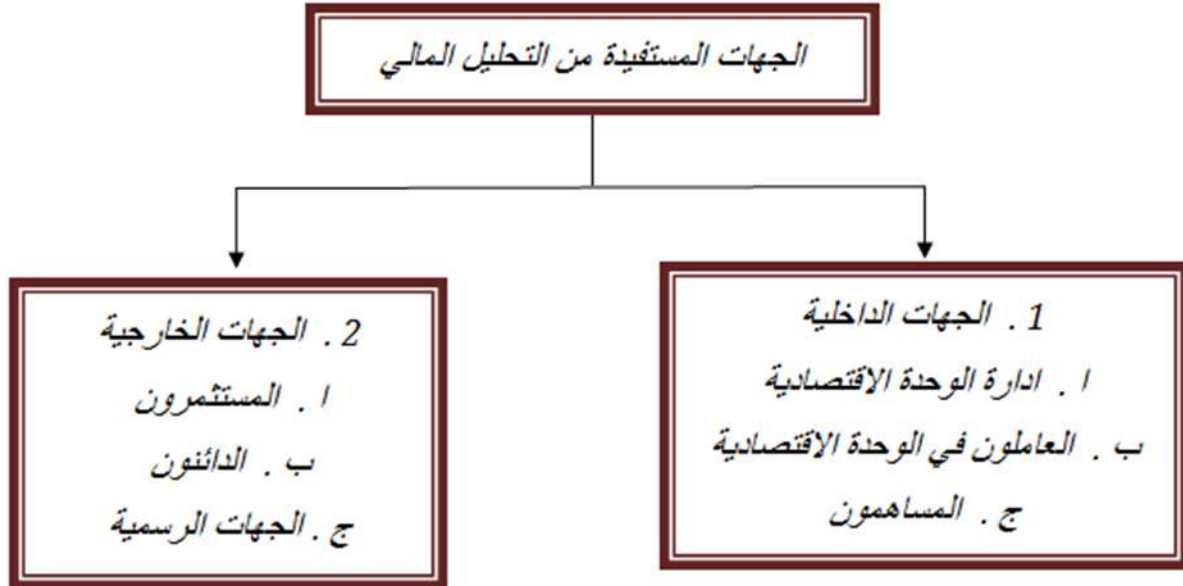 الجهات المستفيدة من التحليل المالي
1 . الجهات الداخلية
ا . ادارة الوحدة الاقتصادية
ب . العاملون في الوحدة الاقتصادية
ج . المساهمون
2 . الجهات الخارجية
ا . المستثمرون
ب . الدائنون
ج . الجهات الرسمية